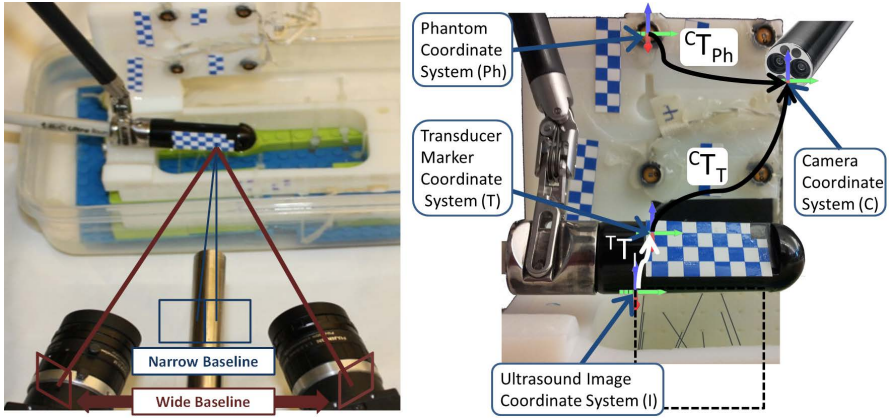 Narrow Baseline
Wide Baseline
Phantom
Coordinate
System (Ph)
CTPh
Transducer
Marker
Coordinate
System (T)
CTT
TTI
Camera
Coordinate
System (C)
Ultrasound Image
Coordinate System (I)